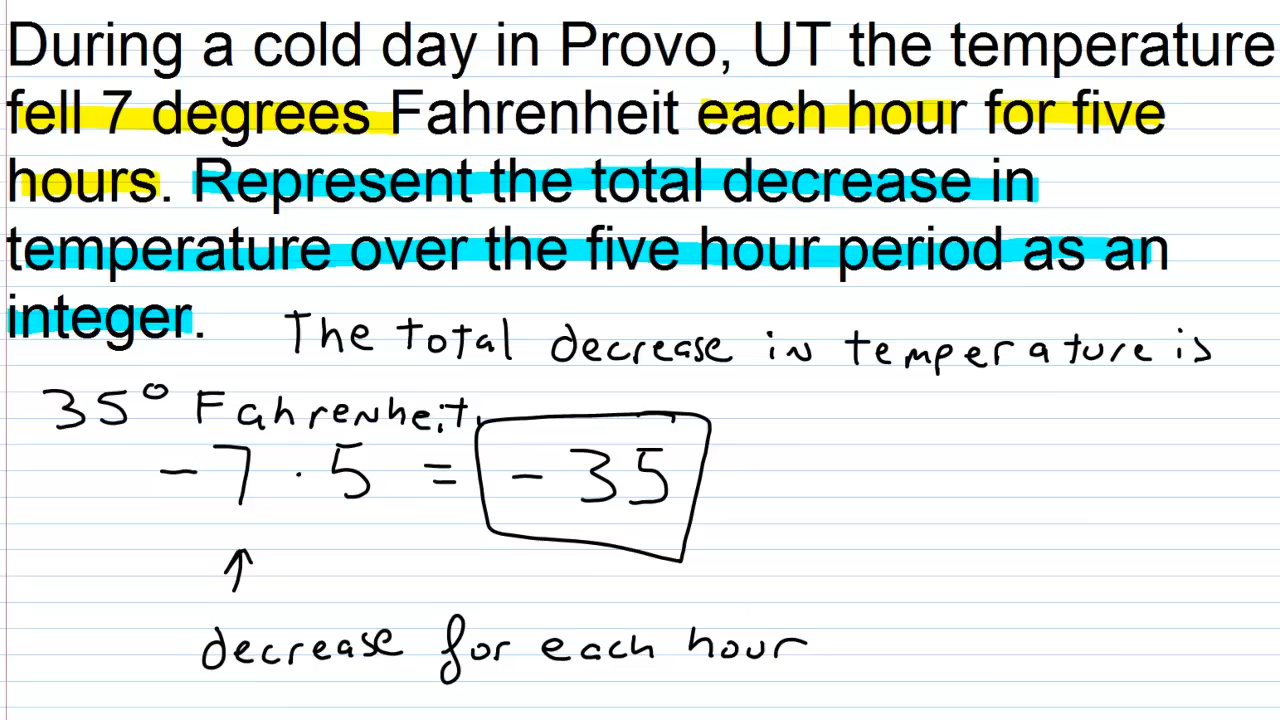 During a cold day in Provo, UT the temperature
fell 7 degrees Fahrenheit each hour for five
hours. Represent the total decrease in
temperature over the five hour period as an
integer.
The total decrease in temperature is
35° Fahrenheit.
-7 · 5 = -35
↑
decrease for each hour